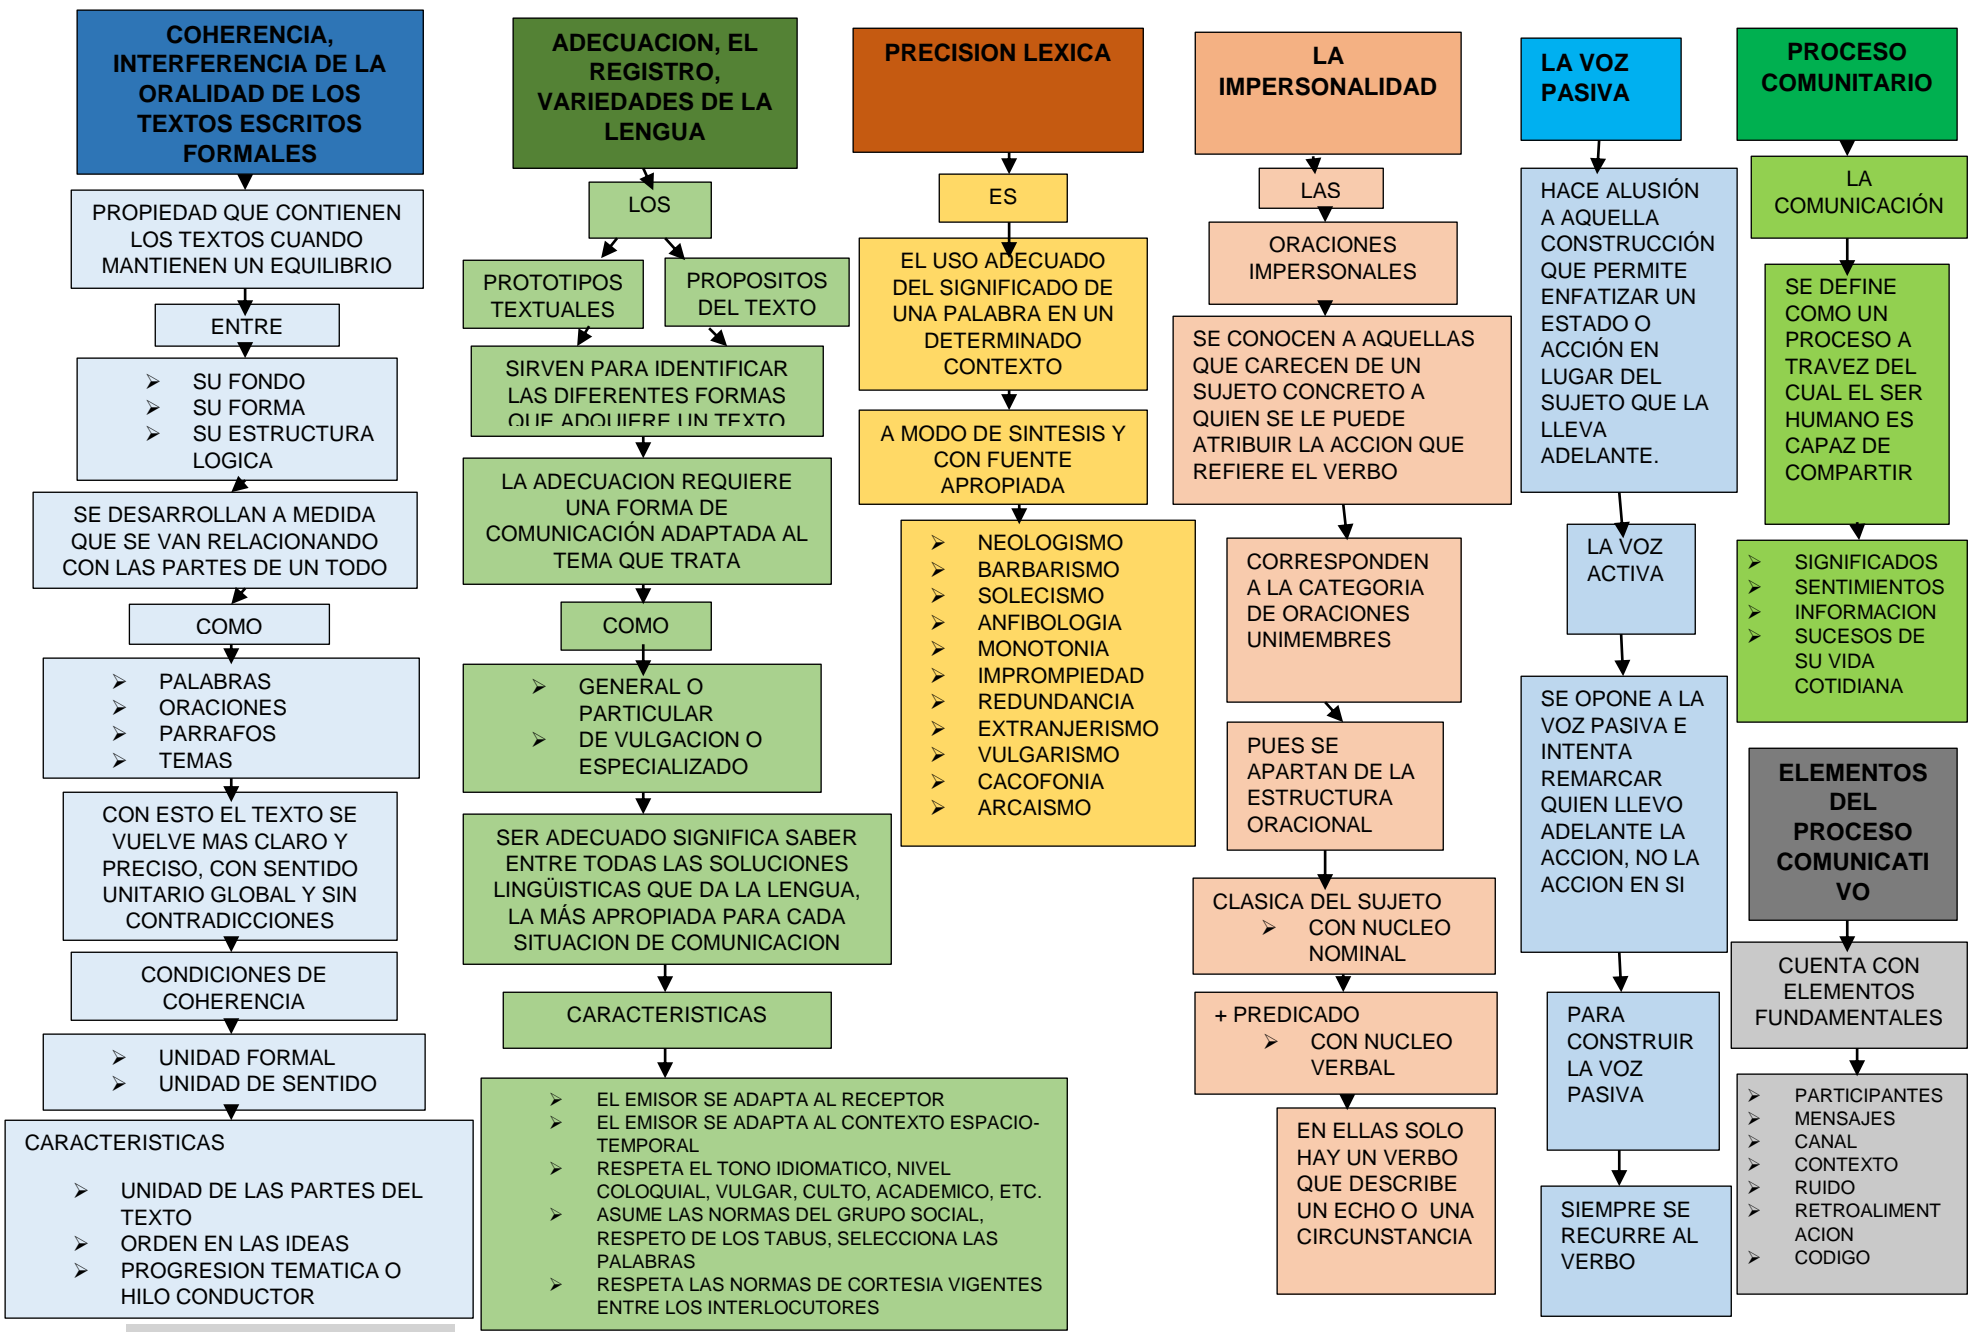 COHERENCIA,
INTERFERENCIA DE LA
ORALIDAD DE LOS
TEXTOS ESCRITOS
FORMALES
PROPIEDAD QUE CONTIENEN
LOS TEXTOS CUANDO
MANTIENEN UN EQUILIBRIO
ENTRE
➢ SU FONDO
➢ SU FORMA
➢ SU ESTRUCTURA
LOGICA
SE DESARROLLAN A MEDIDA
QUE SE VAN RELACIONANDO
CON LAS PARTES DE UN TODO
COMO
➢ PALABRAS
➢ ORACIONES
➢ PARRAFOS
➢ TEMAS
CON ESTO EL TEXTO SE
VUELVE MAS CLARO Y
PRECISO, CON SENTIDO
UNITARIO GLOBAL Y SIN
CONTRADICCIONES
CONDICIONES DE
COHERENCIA
➢ UNIDAD FORMAL
➢ UNIDAD DE SENTIDO
CARACTERISTICAS
➢ UNIDAD DE LAS PARTES DEL
TEXTO
➢ ORDEN EN LAS IDEAS
➢ PROGRESION TEMATICA O
HILO CONDUCTOR
ADECUACION, EL
REGISTRO,
VARIEDADES DE LA
LENGUA
LOS
PROTOTIPOS
TEXTUALES
PROPOSITOS
DEL TEXTO
SIRVEN PARA IDENTIFICAR
LAS DIFERENTES FORMAS
QUE ADQUIERE UN TEXTO
LA ADECUACION REQUIERE
UNA FORMA DE
COMUNICACIÓN ADAPTADA AL
TEMA QUE TRATA
COMO
➢ GENERAL O
PARTICULAR
➢ DE VULGACION O
ESPECIALIZADO
SER ADECUADO SIGNIFICA SABER
ENTRE TODAS LAS SOLUCIONES
LINGÜISTICAS QUE DA LA LENGUA,
LA MÁS APROPIADA PARA CADA
SITUACION DE COMUNICACION
CARACTERISTICAS
➢ EL EMISOR SE ADAPTA AL RECEPTOR
➢ EL EMISOR SE ADAPTA AL CONTEXTO ESPACIO-
TEMPORAL
➢ RESPETA EL TONO IDIOMATICO, NIVEL
COLOQUIAL, VULGAR, CULTO, ACADEMICO, ETC.
➢ ASUME LAS NORMAS DEL GRUPO SOCIAL,
RESPETO DE LOS TABUS, SELECCIONA LAS
PALABRAS
➢ RESPETA LAS NORMAS DE CORTESIA VIGENTES
ENTRE LOS INTERLOCUTORES
PRECISION LEXICA
ES
EL USO ADECUADO
DEL SIGNIFICADO DE
UNA PALABRA EN UN
DETERMINADO
CONTEXTO
A MODO DE SINTESIS Y
CON FUENTE
APROPIADA
➢ NEOLOGISMO
➢ BARBARISMO
➢ SOLECISMO
➢ ANFIBOLOGIA
➢ MONOTONIA
➢ IMPROMPIEDAD
➢ REDUNDANCIA
➢ EXTRANJERISMO
➢ VULGARISMO
➢ CACOFONIA
➢ ARCAISMO
LA
IMPERSONALIDAD
LAS
ORACIONES
IMPERSONALES
SE CONOCEN A AQUELLAS
QUE CARECEN DE UN
SUJETO CONCRETO A
QUIEN SE LE PUEDE
ATRIBUIR LA ACCION QUE
REFIERE EL VERBO
CORRESPONDEN
A LA CATEGORIA
DE ORACIONES
UNIMEMBRES
PUES SE
APARTAN DE LA
ESTRUCTURA
ORACIONAL
CLASICA DEL SUJETO
➢ CON NUCLEO
NOMINAL
+ PREDICADO
➢ CON NUCLEO
VERBAL
EN ELLAS SOLO
HAY UN VERBO
QUE DESCRIBE
UN ECHO O UNA
CIRCUNSTANCIA
LA VOZ
PASIVA
HACE ALUSIÓN
A AQUELLA
CONSTRUCCIÓN
QUE PERMITE
ENFATIZAR UN
ESTADO O
ACCIÓN EN
LUGAR DEL
SUJETO QUE LA
LLEVA
ADELANTE.
LA VOZ
ACTIVA
SE OPONE A LA
VOZ PASIVA E
INTENTA
REMARCAR
QUIEN LLEVO
ADELANTE LA
ACCION, NO LA
ACCION EN SI
PARA
CONSTRUIR
LA VOZ
PASIVA
SIEMPRE SE
RECURRE AL
VERBO
PROCESO
COMUNITARIO
LA
COMUNICACIÓN
SE DEFINE
COMO UN
PROCESO A
TRAVEZ DEL
CUAL EL SER
HUMANO ES
CAPAZ DE
COMPARTIR
➢ SIGNIFICADOS
➢ SENTIMIENTOS
➢ INFORMACION
➢ SUCESOS DE
SU VIDA
COTIDIANA
ELEMENTOS
DEL
PROCESO
COMUNICATI
VO
CUENTA CON
ELEMENTOS
FUNDAMENTALES
➢ PARTICIPANTES
➢ MENSAJES
➢ CANAL
➢ CONTEXTO
➢ RUIDO
➢ RETROALIMENT
ACION
➢ CODIGO